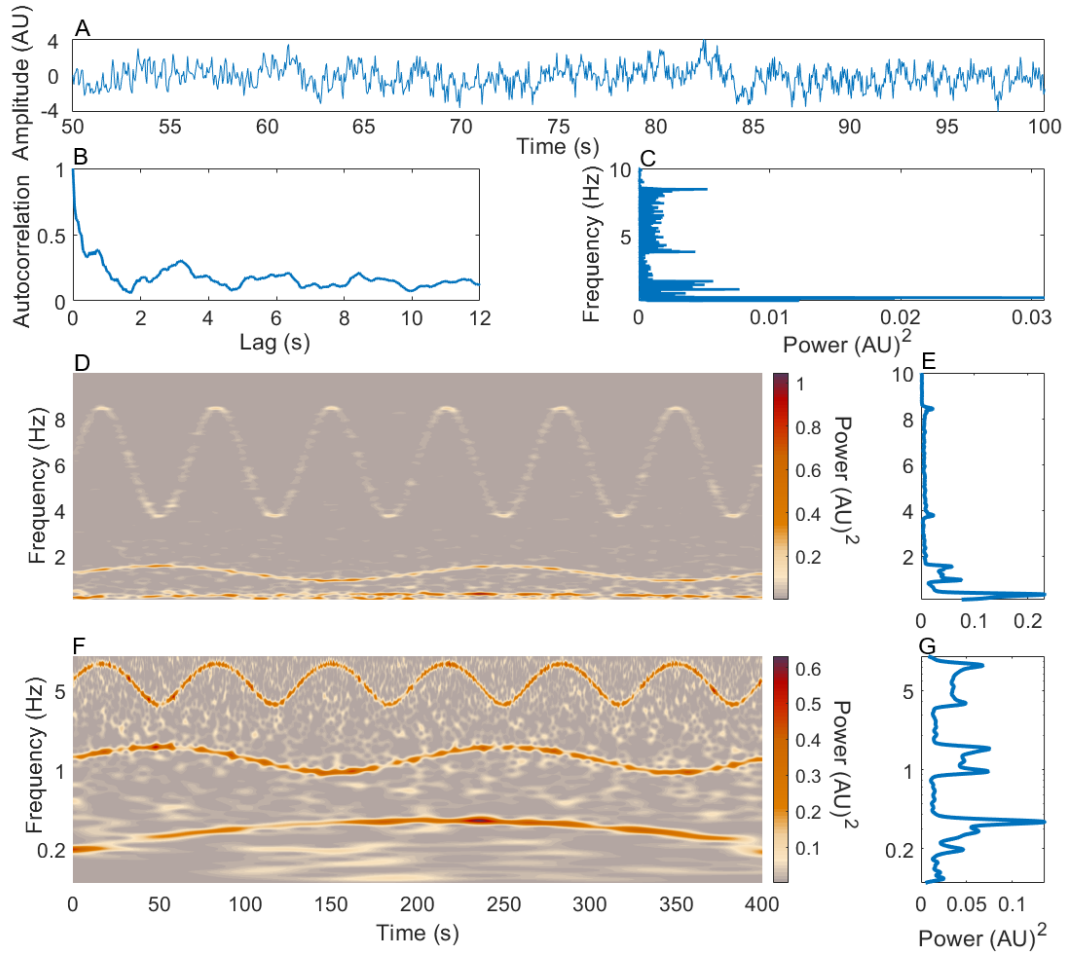 A
Amplitude (AU)
4
0
-4
50 55 60 65 70 75 80 85 90 95 100
Time (s)
B
Autocorrelation
1
0.5
0
0 2 4 6 8 10 12
Lag (s)
C
Frequency (Hz)
10
5
0 0.01 0.02 0.03
Power (AU)2
D
Frequency (Hz)
8
6
4
2
1
0.8
0.6
0.4
0.2
Power (AU)2
E
10
8
6
4
2
0 0.1 0.2
F
Frequency (Hz)
5
1
0.2
0 50 100 150 200 250 300 350 400
Time (s)
0.6
0.5
0.4
0.3
0.2
0.1
Power (AU)2
G
5
1
0.2
0 0.05 0.1
Power (AU)2